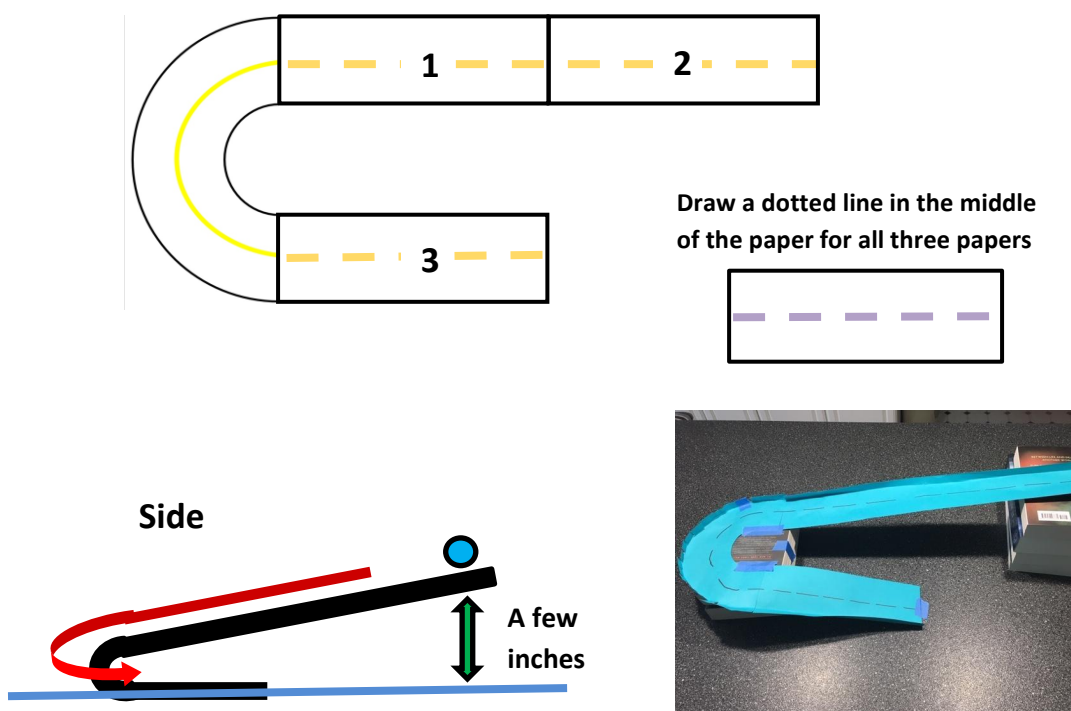 1
2
3
Draw a dotted line in the middle
of the paper for all three papers
Side
A few
inches